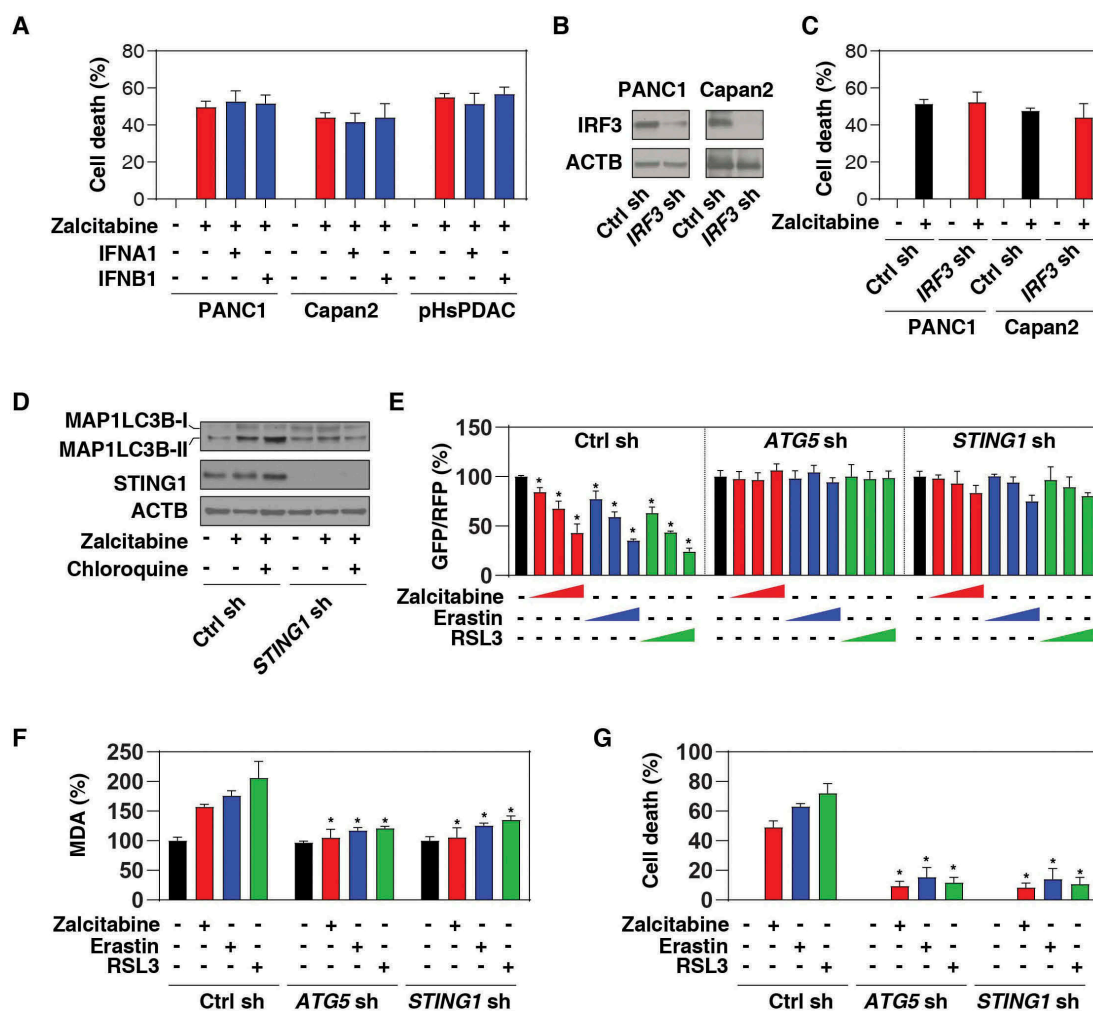 A
Cell death (%)
80
60
40
20
0
Zalcitabine - + + + - + + + - + + +
IFNA1 - - + - - - + - - - + -
IFNB1 - - - + - - - + - - - +
PANC1 Capan2 pHsPDAC
B
PANC1 Capan2
IRF3
ACTB
Ctrl sh IRF3 sh Ctrl sh IRF3 sh
C
Cell death (%)
80
60
40
20
0
Zalcitabine - + - + - + - +
Ctrl sh IRF3 sh Ctrl sh IRF3 sh
PANC1 Capan2
D
MAP1LC3B-I
MAP1LC3B-II
STING1
ACTB
Zalcitabine - + + - + +
Chloroquine - - + - - +
Ctrl sh STING1 sh
E
GFP/RFP (%)
150
100
50
0
Ctrl sh ATG5 sh STING1 sh
* * * * * * * * *
Zalcitabine - - - - - - - - - - - - - - - - - - - - -
Erastin - - - - - - - - - - - - - - - - - - - - -
RSL3 - - - - - - - - - - - - - - - - - - - - -
F
MDA (%)
250
200
150
100
50
0
* * * * * *
Zalcitabine - + - - - + - - - + - -
Erastin - - + - - - + - - - + -
RSL3 - - - + - - - + - - - +
Ctrl sh ATG5 sh STING1 sh
G
Cell death (%)
100
80
60
40
20
0
* * * * * *
Zalcitabine - + - - - + - - - + - -
Erastin - - + - - - + - - - + -
RSL3 - - - + - - - + - - - +
Ctrl sh ATG5 sh STING1 sh